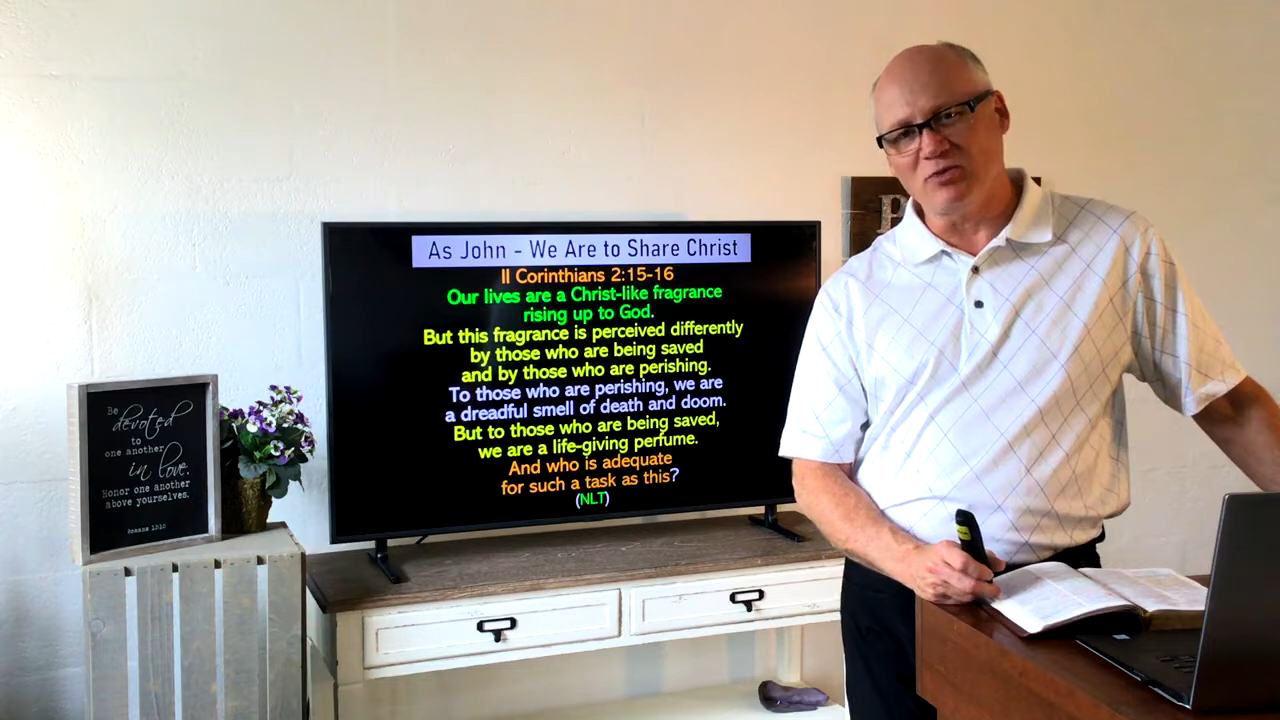 As John - We Are to Share Christ
II Corinthians 2:15-16
Our lives are a Christ-like fragrance
rising up to God.
But this fragrance is perceived differently
by those who are being saved
and by those who are perishing.
To those who are perishing, we are
a dreadful smell of death and doom.
But to those who are being saved,
we are a life-giving perfume.
And who is adequate
for such a task as this?
(NLT)
Be
devoted
to
one another
in love.
Honor one another
above yourselves.
Romans 12:10